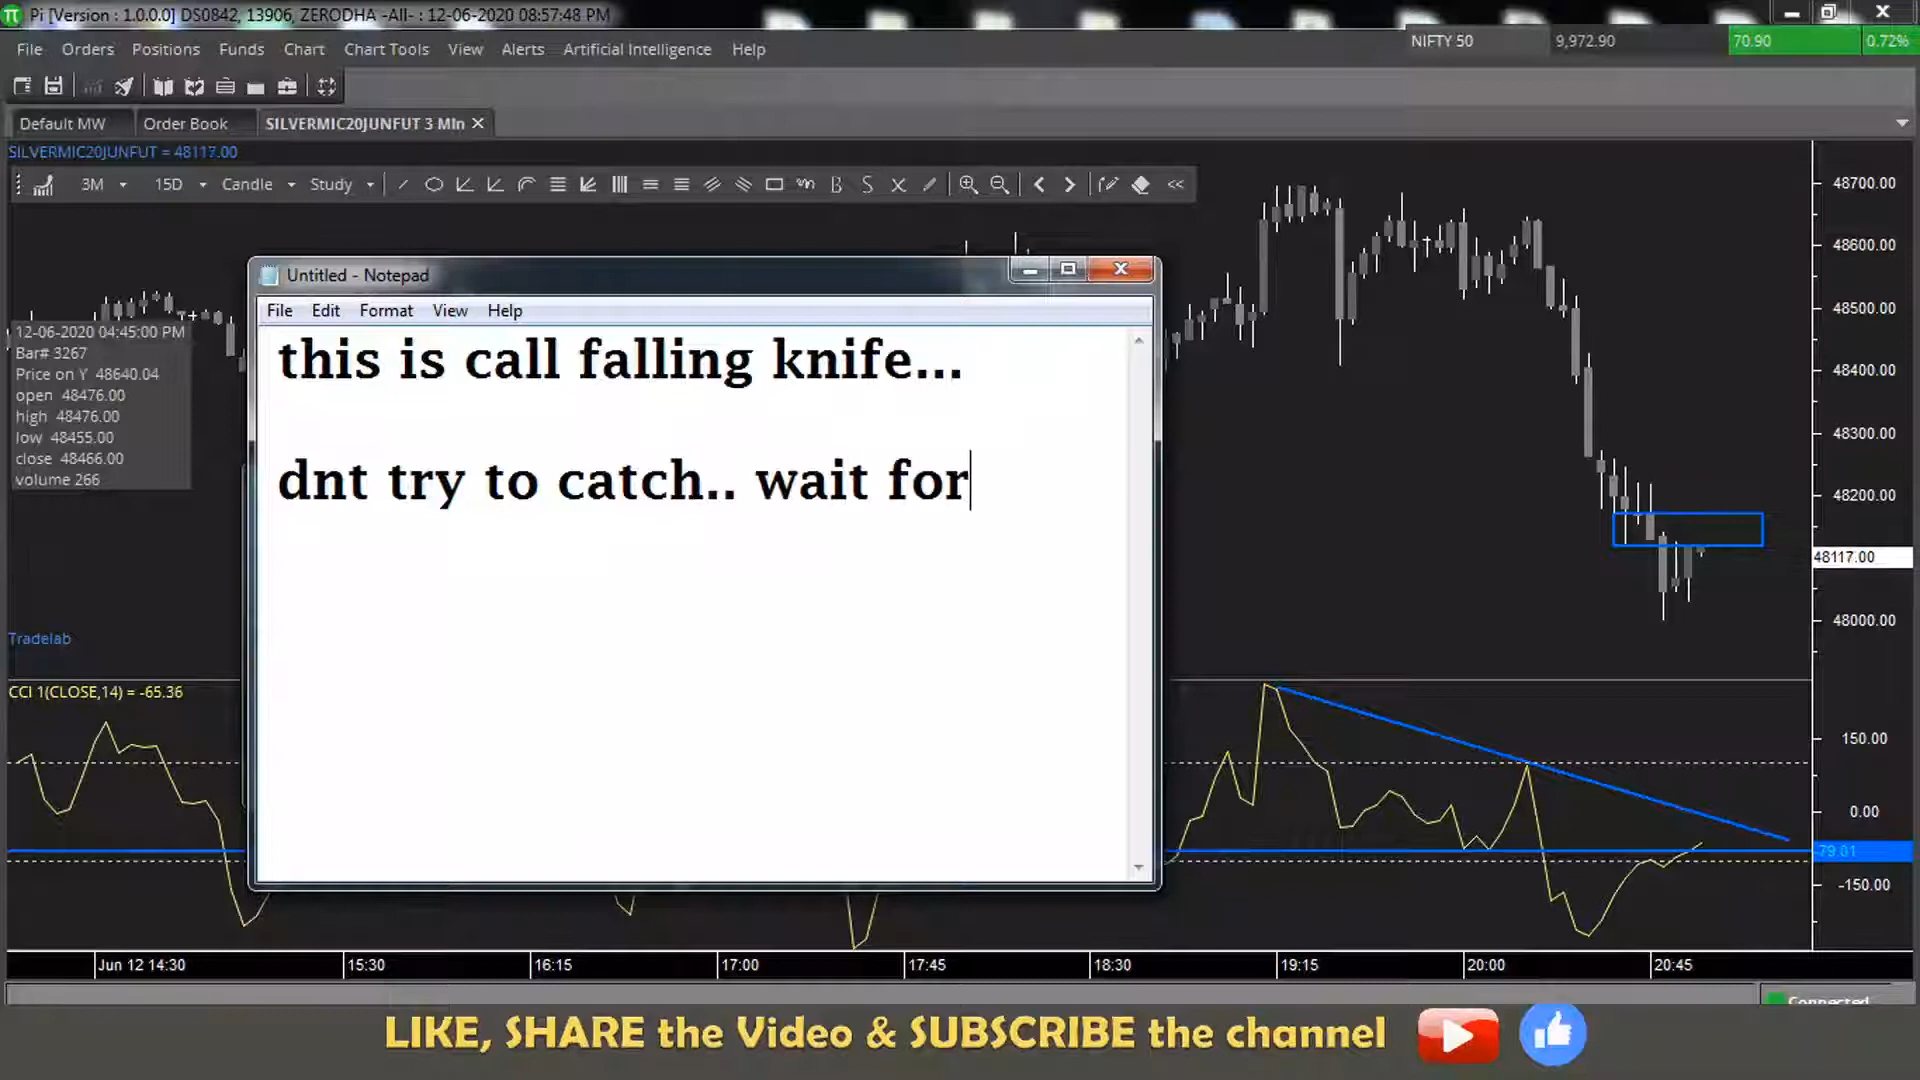 Pi [Version : 1.0.0.0] DS0842, 13906, ZERODHA -All- : 12-06-2020 08:57:48 PM
File Orders Positions Funds Chart Chart Tools View Alerts Artificial Intelligence Help
NIFTY 50 9,972.90 70.90 0.72%
Default MW Order Book SILVERMIC20JUNFUT 3 Min
SILVERMIC20JUNFUT = 48117.00
3M 15D Candle Study
48700.00
48600.00
48500.00
48400.00
48300.00
48200.00
48117.00
48000.00
12-06-2020 04:45:00 PM
Bar# 3267
Price on Y 48640.04
open 48476.00
high 48476.00
low 48455.00
close 48466.00
volume 266
Untitled - Notepad
File Edit Format View Help
this is call falling knife...
dnt try to catch.. wait for
Tradelab
CCI 1(CLOSE,14) = -65.36
150.00
0.00
-79.01
-150.00
Jun 12 14:30 15:30 16:15 17:00 17:45 18:30 19:15 20:00 20:45
Connected
LIKE, SHARE the Video & SUBSCRIBE the channel